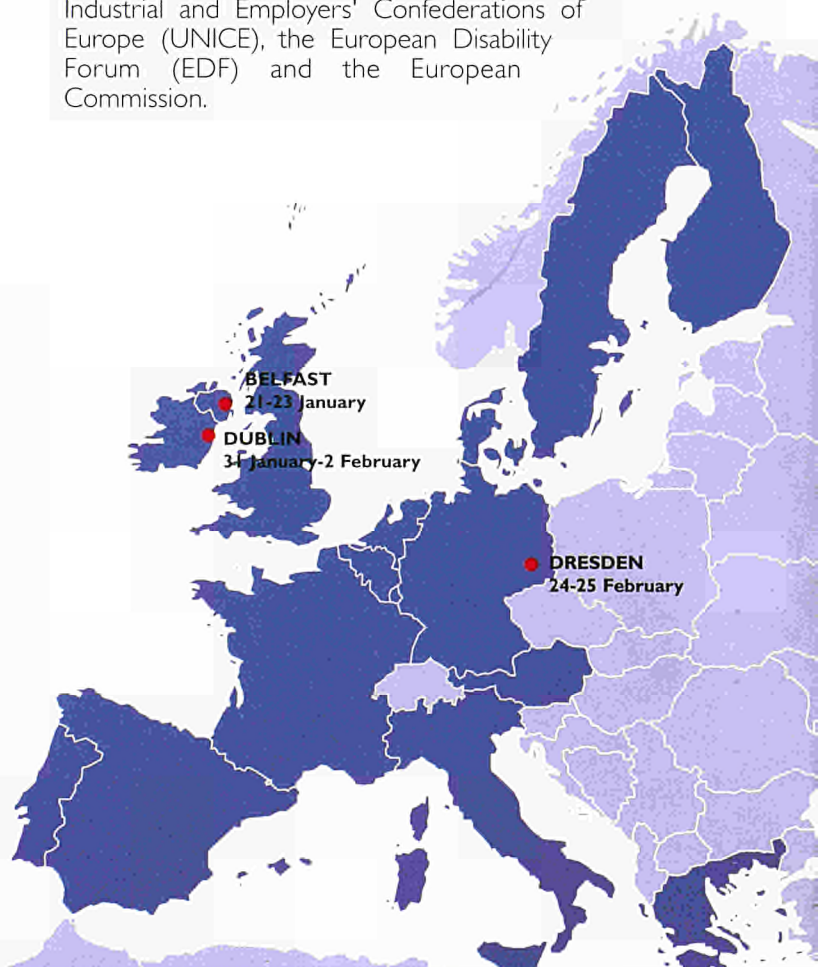 Industrial and Employers' Confederations of
Europe (UNICE), the European Disability
Forum (EDF) and the European
Commission.
BELFAST
21-23 January
DUBLIN
31 January-2 February
DRESDEN
24-25 February